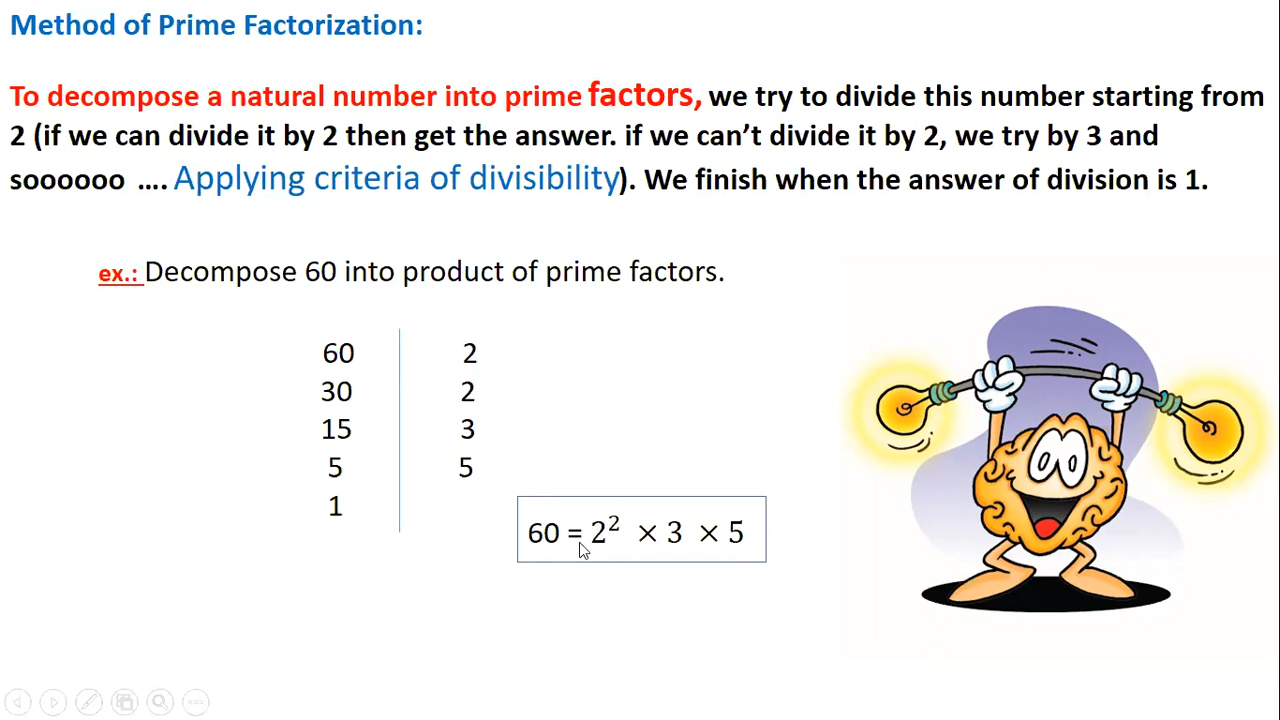 Method of Prime Factorization:
To decompose a natural number into prime factors, we try to divide this number starting from
2 (if we can divide it by 2 then get the answer. if we can’t divide it by 2, we try by 3 and
soooooo .... Applying criteria of divisibility). We finish when the answer of division is 1.
ex.: Decompose 60 into product of prime factors.
60 2
30 2
15 3
5 5
1
60 = 2² × 3 × 5